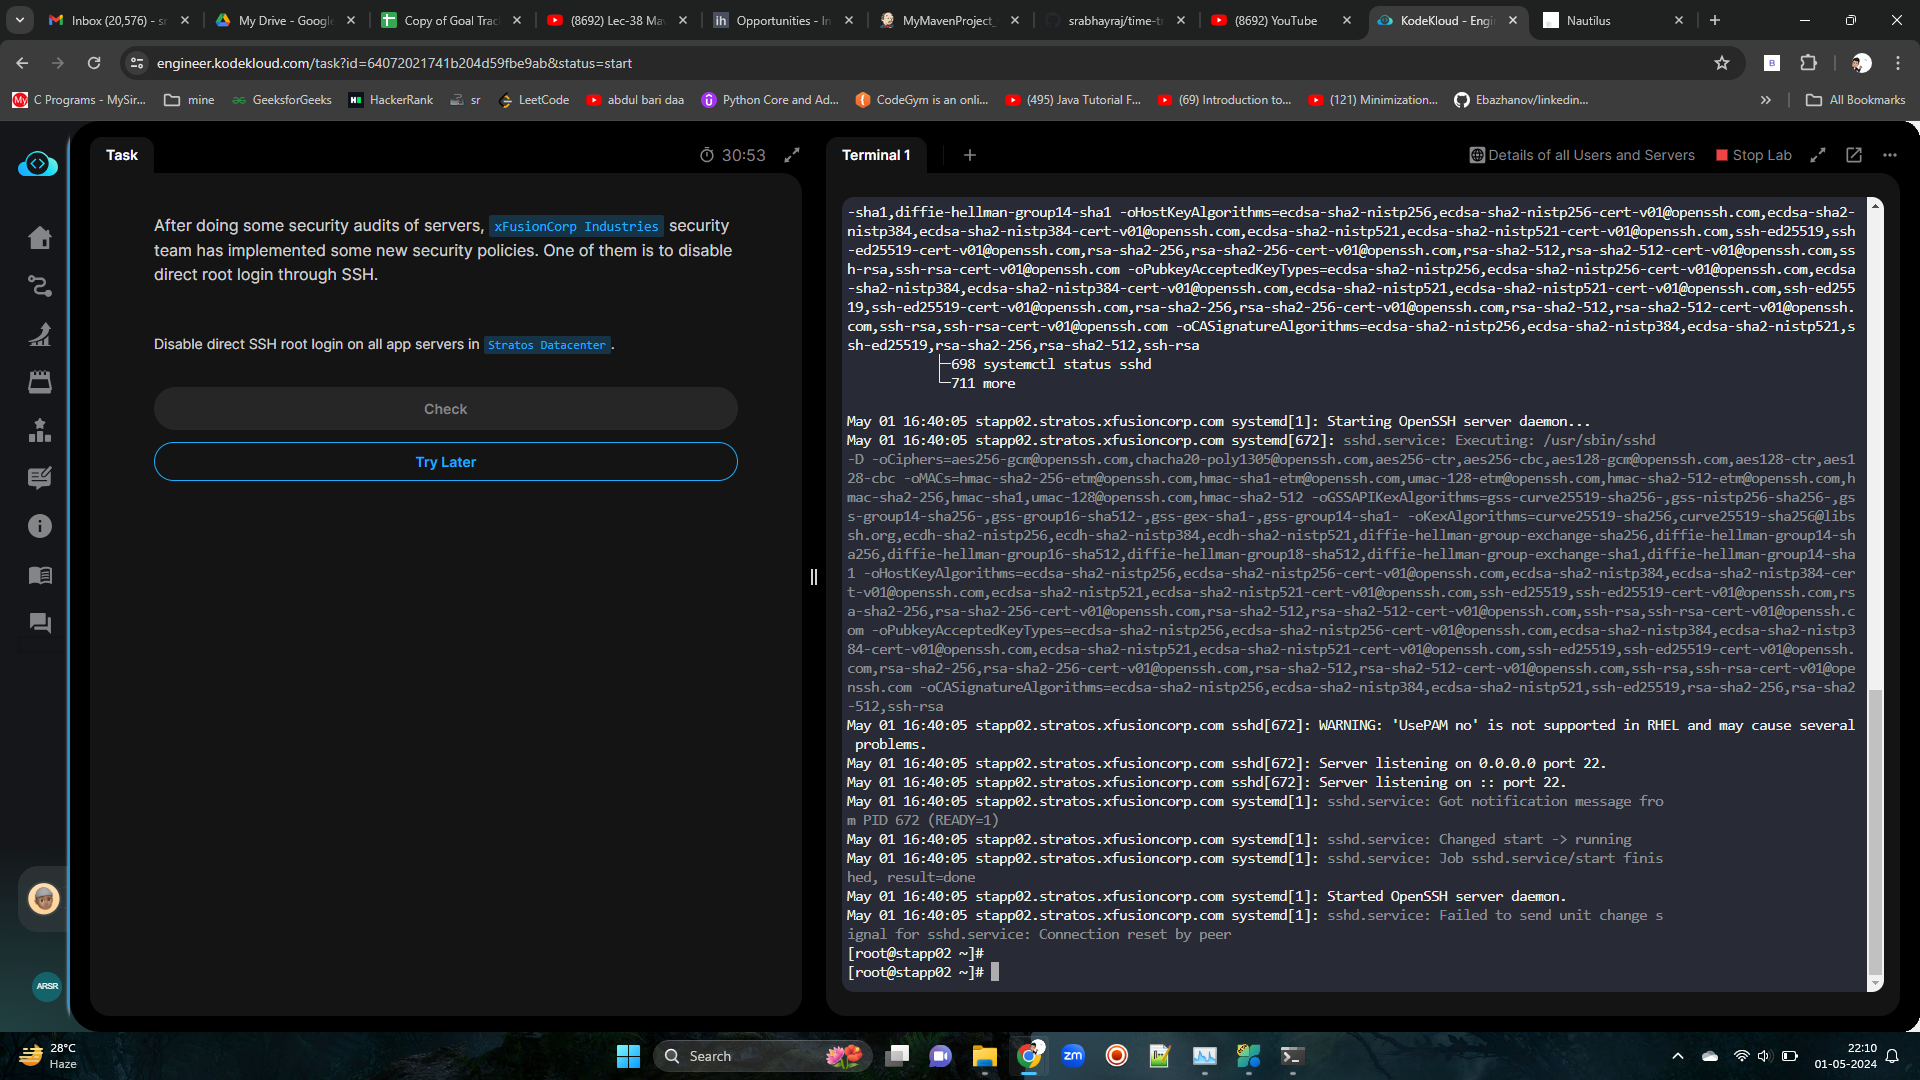 Inbox (20,576) - sr
My Drive - Google
Copy of Goal Trac
(8692) Lec-38 Ma
Opportunities - In
MyMavenProject_
srabhayraj/time-tr
(8692) YouTube
KodeKloud - Engi
Nautilus
engineer.kodekloud.com/task?id=64072021741b204d59fbe9ab&status=start
C Programs - MySir...
mine
GeeksforGeeks
HackerRank
sr
LeetCode
abdul bari daa
Python Core and Ad...
CodeGym is an onli...
(495) Java Tutorial F...
(69) Introduction to...
(121) Minimization...
Ebazhanov/linkedin...
All Bookmarks
Task
30:53
After doing some security audits of servers, xFusionCorp Industries security
team has implemented some new security policies. One of them is to disable
direct root login through SSH.
Disable direct SSH root login on all app servers in Stratos Datacenter.
Check
Try Later
ARSR
Terminal 1
Details of all Users and Servers
Stop Lab
-sha1,diffie-hellman-group14-sha1 -oHostKeyAlgorithms=ecdsa-sha2-nistp256,ecdsa-sha2-nistp256-cert-v01@openssh.com,ecdsa-sha2-
nistp384,ecdsa-sha2-nistp384-cert-v01@openssh.com,ecdsa-sha2-nistp521,ecdsa-sha2-nistp521-cert-v01@openssh.com,ssh-ed25519,ssh
-ed25519-cert-v01@openssh.com,rsa-sha2-256,rsa-sha2-256-cert-v01@openssh.com,rsa-sha2-512,rsa-sha2-512-cert-v01@openssh.com,ss
h-rsa,ssh-rsa-cert-v01@openssh.com -oPubkeyAcceptedKeyTypes=ecdsa-sha2-nistp256,ecdsa-sha2-nistp256-cert-v01@openssh.com,ecdsa
-sha2-nistp384,ecdsa-sha2-nistp384-cert-v01@openssh.com,ecdsa-sha2-nistp521,ecdsa-sha2-nistp521-cert-v01@openssh.com,ssh-ed255
19,ssh-ed25519-cert-v01@openssh.com,rsa-sha2-256,rsa-sha2-256-cert-v01@openssh.com,rsa-sha2-512,rsa-sha2-512-cert-v01@openssh.
com,ssh-rsa,ssh-rsa-cert-v01@openssh.com -oCASignatureAlgorithms=ecdsa-sha2-nistp256,ecdsa-sha2-nistp384,ecdsa-sha2-nistp521,s
sh-ed25519,rsa-sha2-256,rsa-sha2-512,ssh-rsa
├─698 systemctl status sshd
└─711 more
May 01 16:40:05 stapp02.stratos.xfusioncorp.com systemd[1]: Starting OpenSSH server daemon...
May 01 16:40:05 stapp02.stratos.xfusioncorp.com systemd[672]: sshd.service: Executing: /usr/sbin/sshd
-D -oCiphers=aes256-gcm@openssh.com,chacha20-poly1305@openssh.com,aes256-ctr,aes256-cbc,aes128-gcm@openssh.com,aes128-ctr,aes1
28-cbc -oMACs=hmac-sha2-256-etm@openssh.com,hmac-sha1-etm@openssh.com,umac-128-etm@openssh.com,hmac-sha2-512-etm@openssh.com,h
mac-sha2-256,hmac-sha1,umac-128@openssh.com,hmac-sha2-512 -oGSSAPIKexAlgorithms=gss-curve25519-sha256-,gss-nistp256-sha256-,gs
s-group14-sha256-,gss-group16-sha512-,gss-gex-sha1-,gss-group14-sha1- -oKexAlgorithms=curve25519-sha256,curve25519-sha256@libs
sh.org,ecdh-sha2-nistp256,ecdh-sha2-nistp384,ecdh-sha2-nistp521,diffie-hellman-group-exchange-sha256,diffie-hellman-group14-sh
a256,diffie-hellman-group16-sha512,diffie-hellman-group18-sha512,diffie-hellman-group-exchange-sha1,diffie-hellman-group14-sha
1 -oHostKeyAlgorithms=ecdsa-sha2-nistp256,ecdsa-sha2-nistp256-cert-v01@openssh.com,ecdsa-sha2-nistp384,ecdsa-sha2-nistp384-cer
t-v01@openssh.com,ecdsa-sha2-nistp521,ecdsa-sha2-nistp521-cert-v01@openssh.com,ssh-ed25519,ssh-ed25519-cert-v01@openssh.com,rs
a-sha2-256,rsa-sha2-256-cert-v01@openssh.com,rsa-sha2-512,rsa-sha2-512-cert-v01@openssh.com,ssh-rsa,ssh-rsa-cert-v01@openssh.c
om -oPubkeyAcceptedKeyTypes=ecdsa-sha2-nistp256,ecdsa-sha2-nistp256-cert-v01@openssh.com,ecdsa-sha2-nistp384,ecdsa-sha2-nistp3
84-cert-v01@openssh.com,ecdsa-sha2-nistp521,ecdsa-sha2-nistp521-cert-v01@openssh.com,ssh-ed25519,ssh-ed25519-cert-v01@openssh.
com,rsa-sha2-256,rsa-sha2-256-cert-v01@openssh.com,rsa-sha2-512,rsa-sha2-512-cert-v01@openssh.com,ssh-rsa,ssh-rsa-cert-v01@ope
nssh.com -oCASignatureAlgorithms=ecdsa-sha2-nistp256,ecdsa-sha2-nistp384,ecdsa-sha2-nistp521,ssh-ed25519,rsa-sha2-256,rsa-sha2
-512,ssh-rsa
May 01 16:40:05 stapp02.stratos.xfusioncorp.com sshd[672]: WARNING: 'UsePAM no' is not supported in RHEL and may cause several
problems.
May 01 16:40:05 stapp02.stratos.xfusioncorp.com sshd[672]: Server listening on 0.0.0.0 port 22.
May 01 16:40:05 stapp02.stratos.xfusioncorp.com sshd[672]: Server listening on :: port 22.
May 01 16:40:05 stapp02.stratos.xfusioncorp.com systemd[1]: sshd.service: Got notification message fro
m PID 672 (READY=1)
May 01 16:40:05 stapp02.stratos.xfusioncorp.com systemd[1]: sshd.service: Changed start -> running
May 01 16:40:05 stapp02.stratos.xfusioncorp.com systemd[1]: sshd.service: Job sshd.service/start finis
hed, result=done
May 01 16:40:05 stapp02.stratos.xfusioncorp.com systemd[1]: Started OpenSSH server daemon.
May 01 16:40:05 stapp02.stratos.xfusioncorp.com systemd[1]: sshd.service: Failed to send unit change s
ignal for sshd.service: Connection reset by peer
[root@stapp02 ~]#
[root@stapp02 ~]#
28°C
Haze
Search
zm
22:10
01-05-2024